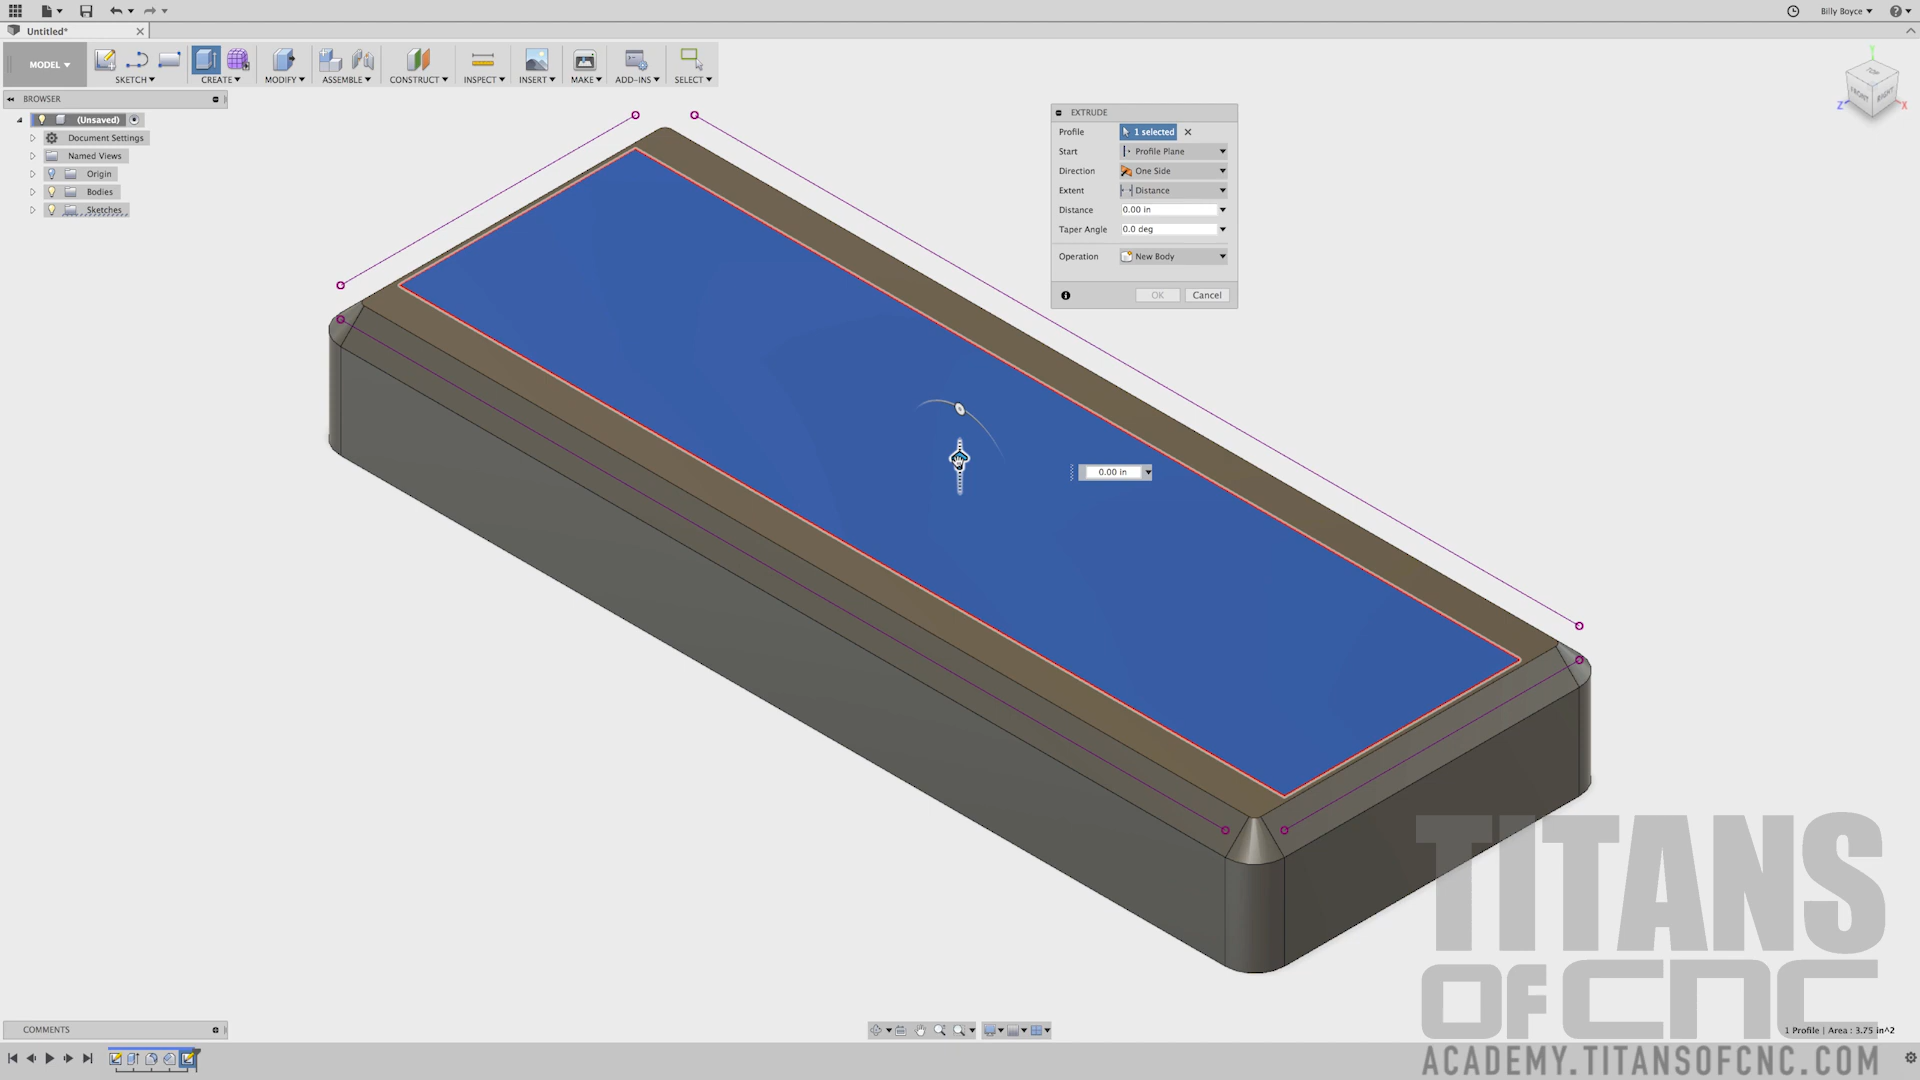 Billy Boyce
Untitled*
MODEL
SKETCH
CREATE
MODIFY
ASSEMBLE
CONSTRUCT
INSPECT
INSERT
MAKE
ADD-INS
SELECT
BROWSER
(Unsaved)
Document Settings
Named Views
Origin
Bodies
Sketches
TOP
FRONT
RIGHT
Y
Z
X
EXTRUDE
Profile
1 selected
Start
Profile Plane
Direction
One Side
Extent
Distance
Distance
0.00 in
Taper Angle
0.0 deg
Operation
New Body
OK
Cancel
0.00 in
TITANS
OF CNC
COMMENTS
1 Profile | Area : 3.75 in^2
ACADEMY.TITANSOFCNC.COM